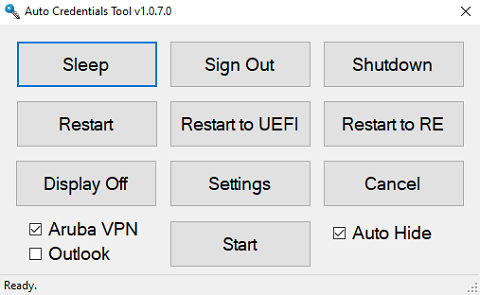 Auto Credentials Tool v1.0.7.0
Sleep
Sign Out
Shutdown
Restart
Restart to UEFI
Restart to RE
Display Off
Settings
Cancel
Aruba VPN
Outlook
Start
Auto Hide
Ready.